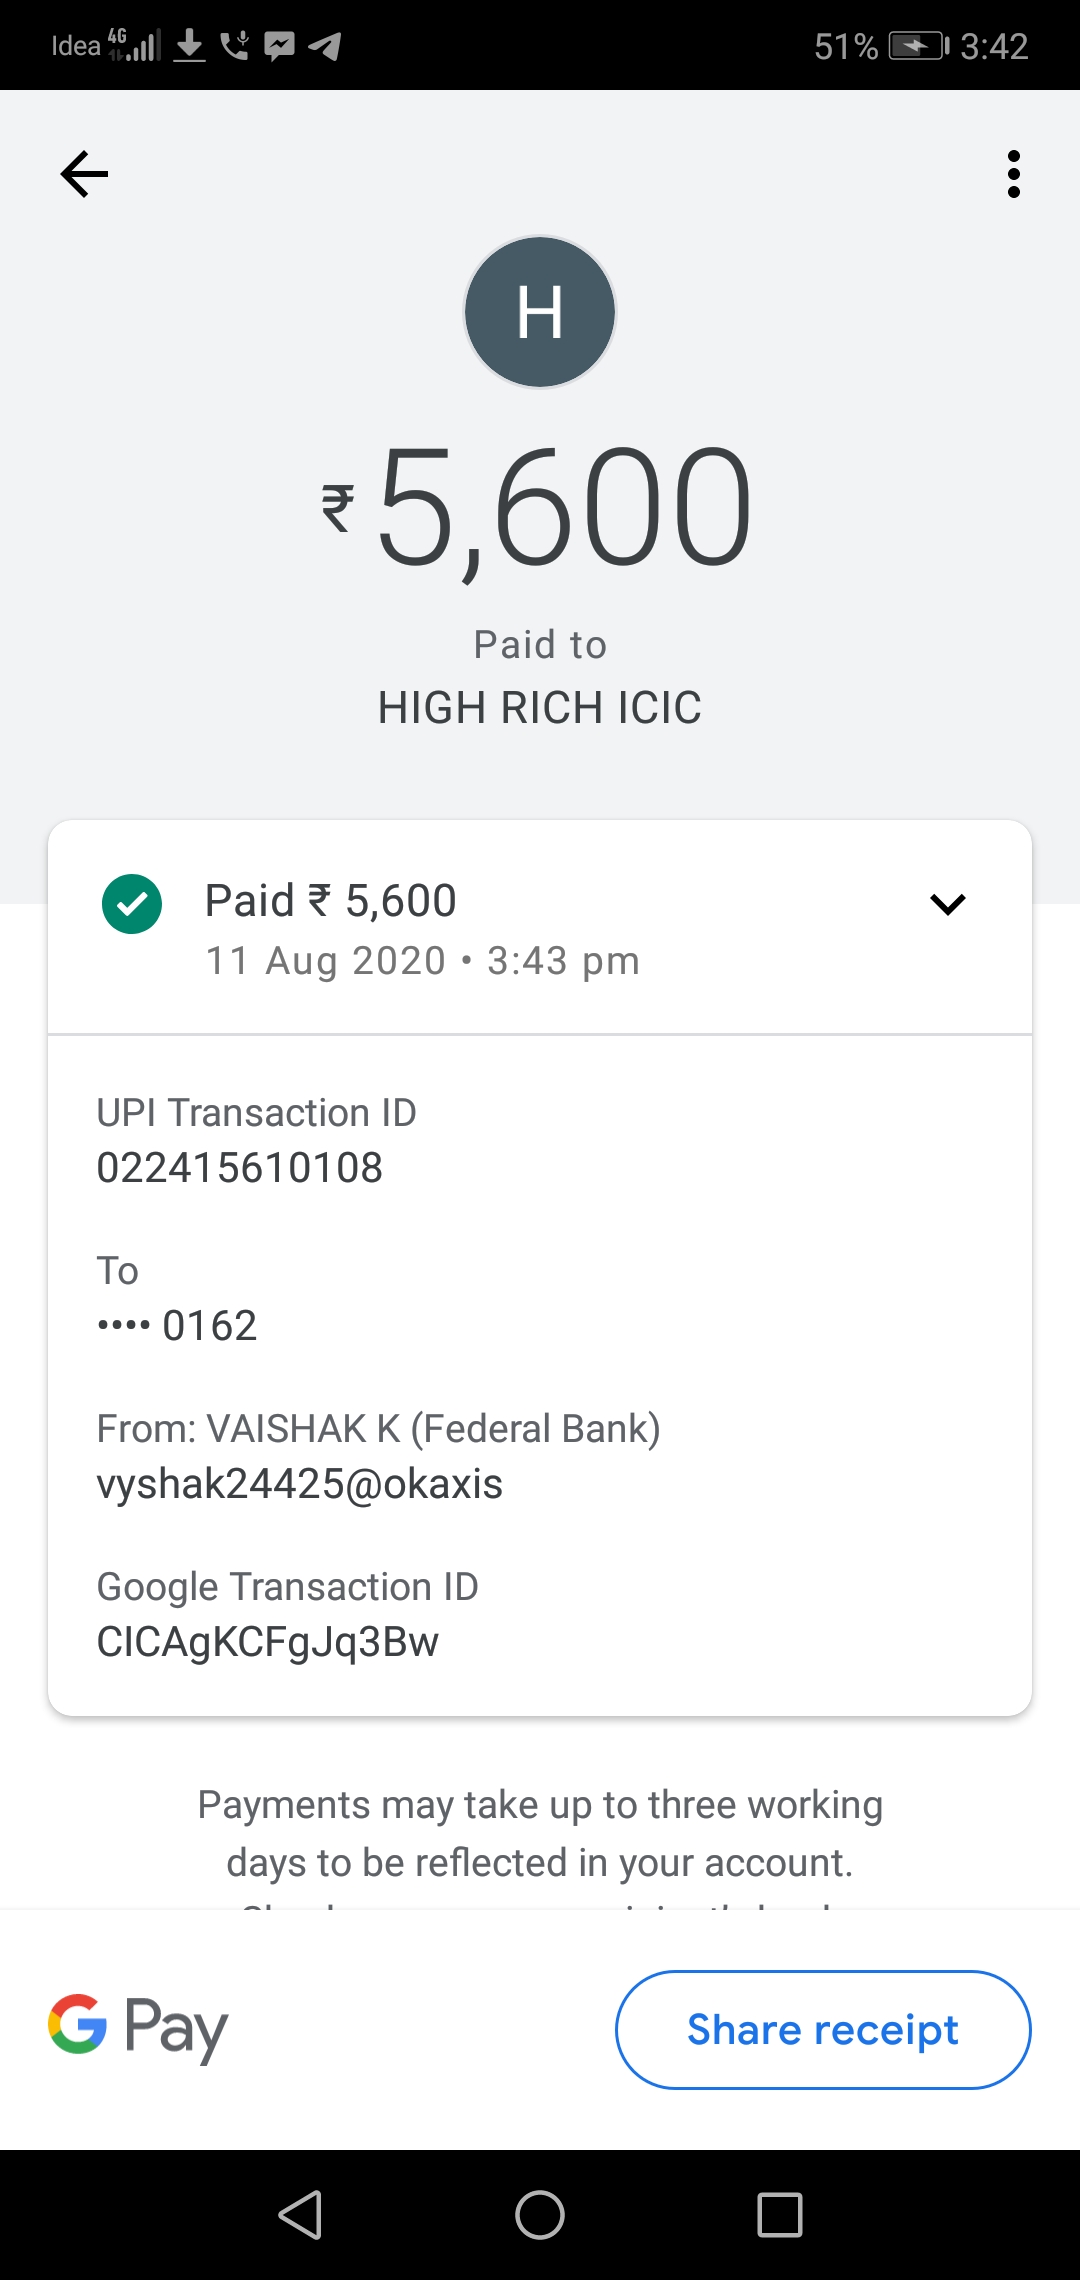 Idea 4G 51% 3:42
H
₹5,600
Paid to
HIGH RICH ICIC
Paid ₹ 5,600
11 Aug 2020 • 3:43 pm
UPI Transaction ID
022415610108
To
•••• 0162
From: VAISHAK K (Federal Bank)
vyshak24425@okaxis
Google Transaction ID
CICAgKCFgJq3Bw
Payments may take up to three working
days to be reflected in your account.
G Pay
Share receipt